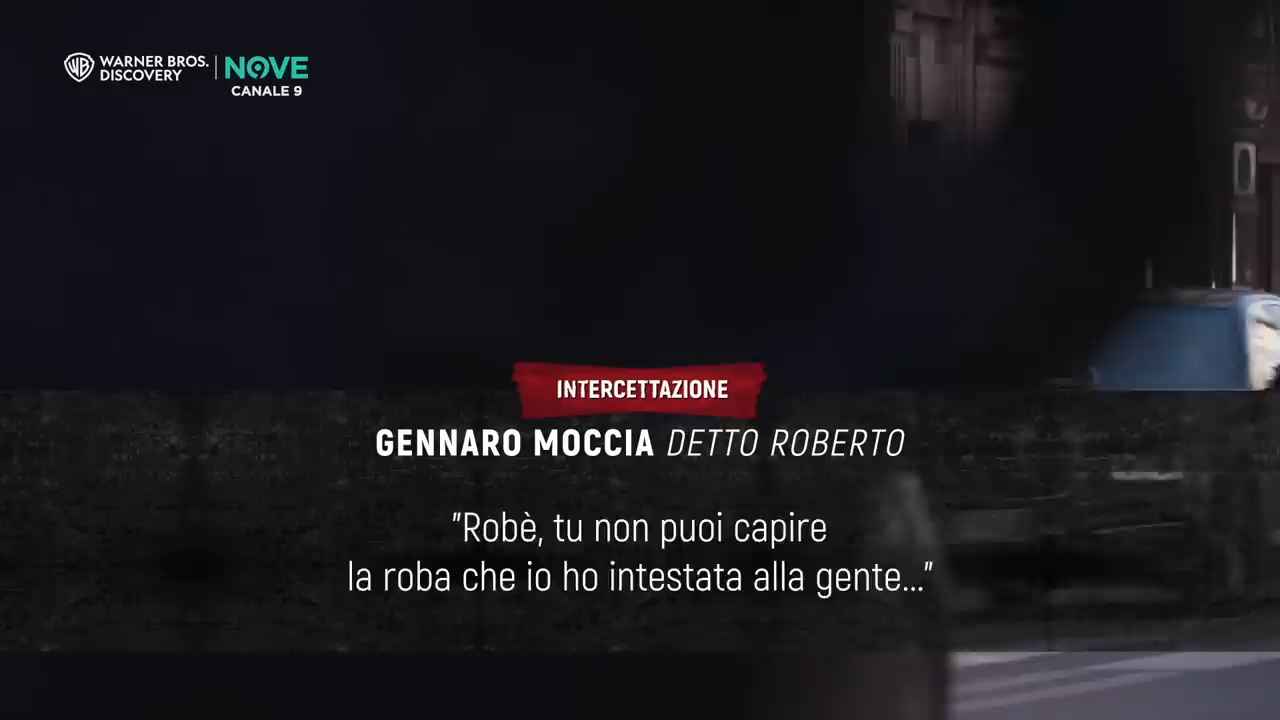 WARNER BROS.
DISCOVERY
NOVE
CANALE 9
INTERCETTAZIONE
GENNARO MOCCIA DETTO ROBERTO
"Robè, tu non puoi capire
la roba che io ho intestata alla gente..."